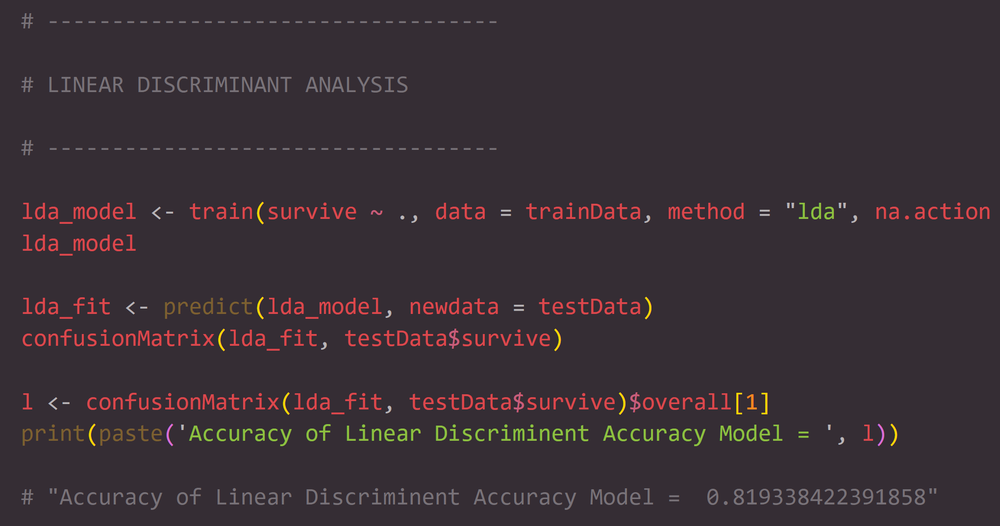 # -----------------------------------
# LINEAR DISCRIMINANT ANALYSIS
# -----------------------------------
lda_model <- train(survive ~ ., data = trainData, method = "lda", na.action
lda_model
lda_fit <- predict(lda_model, newdata = testData)
confusionMatrix(lda_fit, testData$survive)
l <- confusionMatrix(lda_fit, testData$survive)$overall[1]
print(paste('Accuracy of Linear Discriminent Accuracy Model = ', l))
# "Accuracy of Linear Discriminent Accuracy Model =  0.819338422391858"